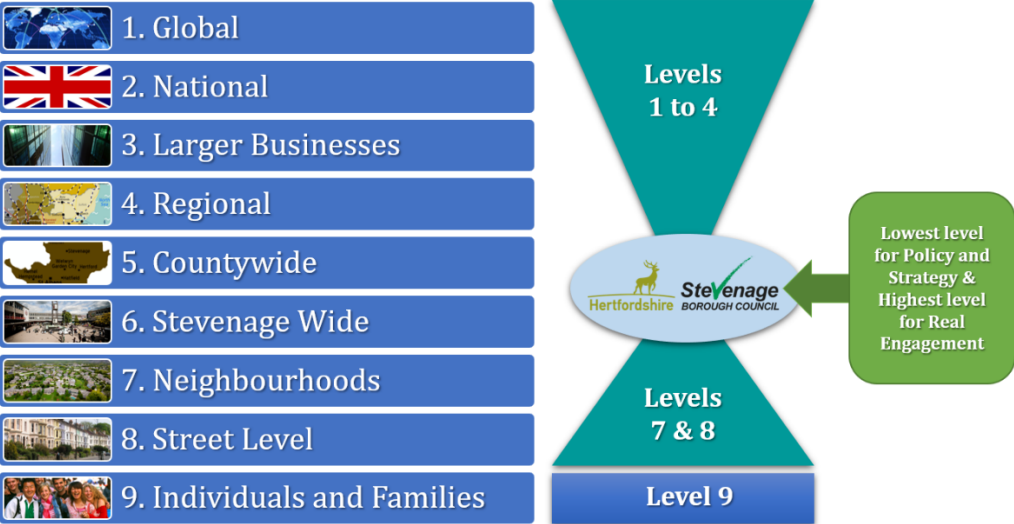 1. Global
2. National
3. Larger Businesses
4. Regional
5. Countywide
6. Stevenage Wide
7. Neighbourhoods
8. Street Level
9. Individuals and Families
Levels
1 to 4
Hertfordshire
Stevenage
BOROUGH COUNCIL
Levels
7 & 8
Level 9
Lowest level
for Policy and
Strategy &
Highest level
for Real
Engagement